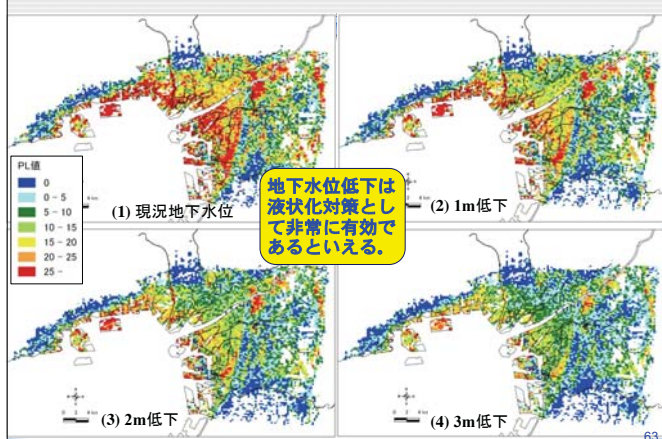 PL値
0
0 - 5
5 - 10
10 - 15
15 - 20
20 - 25
25 -
(1) 現況地下水位
(2) 1m低下
地下水位低下は
液状化対策とし
て非常に有効で
あるといえる.
(3) 2m低下
(4) 3m低下
63